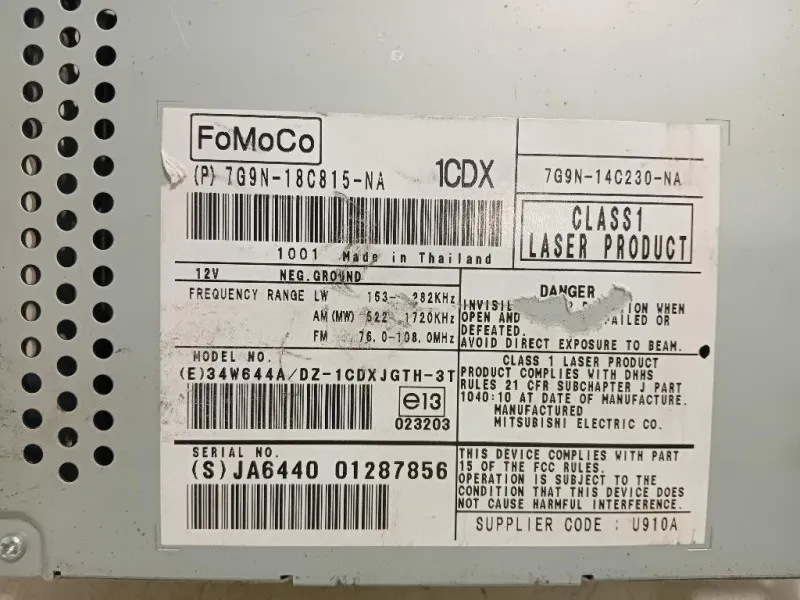 FoMoCo
(P) 7G9N-18C815-NA
1CDX
7G9N-14C230-NA
CLASS1
LASER PRODUCT
1001 Made in Thailand
12V NEG.GROUND
FREQUENCY RANGE LW 153- 282KHz
AM(MW) 522- 1720KHz
FM 76.0-108.0MHz
DANGER
ION WHEN
OPEN AND FAILED OR
DEFEATED.
AVOID DIRECT EXPOSURE TO BEAM.
MODEL NO.
(E)34W644A/DZ-1CDXJGTH-3T
e13
023203
CLASS 1 LASER PRODUCT
PRODUCT COMPLIES WITH DHHS
RULES 21 CFR SUBCHAPTER J PART
1040:10 AT DATE OF MANUFACTURE.
MANUFACTURED
MITSUBISHI ELECTRIC CO.
SERIAL NO.
(S)JA6440 01287856
THIS DEVICE COMPLIES WITH PART
15 OF THE FCC RULES.
OPERATION IS SUBJECT TO THE
CONDITION THAT THIS DEVICE DOES
NOT CAUSE HARMFUL INTERFERENCE.
SUPPLIER CODE : U910A